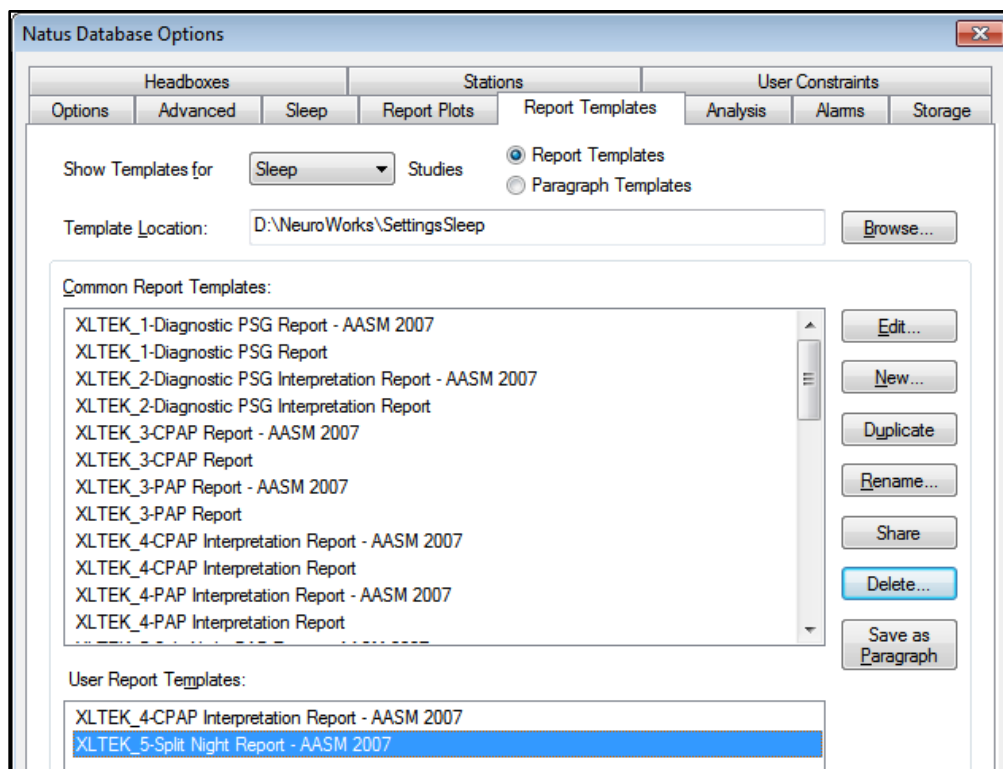 Natus Database Options
Headboxes Stations User Constraints
Options Advanced Sleep Report Plots Report Templates Analysis Alarms Storage
Show Templates for Sleep Studies
Report Templates
Paragraph Templates
Template Location: D:\NeuroWorks\SettingsSleep Browse...
Common Report Templates:
XLTEK_1-Diagnostic PSG Report - AASM 2007
XLTEK_1-Diagnostic PSG Report
XLTEK_2-Diagnostic PSG Interpretation Report - AASM 2007
XLTEK_2-Diagnostic PSG Interpretation Report
XLTEK_3-CPAP Report - AASM 2007
XLTEK_3-CPAP Report
XLTEK_3-PAP Report - AASM 2007
XLTEK_3-PAP Report
XLTEK_4-CPAP Interpretation Report - AASM 2007
XLTEK_4-CPAP Interpretation Report
XLTEK_4-PAP Interpretation Report - AASM 2007
XLTEK_4-PAP Interpretation Report
Edit...
New...
Duplicate
Rename...
Share
Delete...
Save as
Paragraph
User Report Templates:
XLTEK_4-CPAP Interpretation Report - AASM 2007
XLTEK_5-Split Night Report - AASM 2007